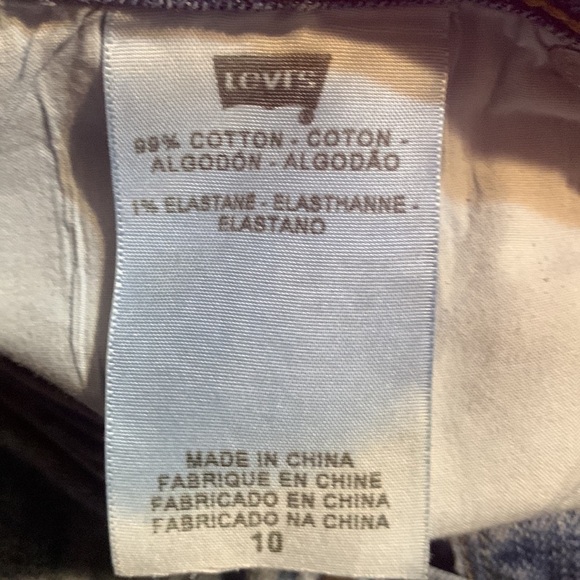 Levi's
99% COTTON - COTON -
ALGODÓN - ALGODÃO
1% ELASTANE - ELASTHANNE -
ELASTANO
MADE IN CHINA
FABRIQUE EN CHINE
FABRICADO EN CHINA
FABRICADO NA CHINA
10